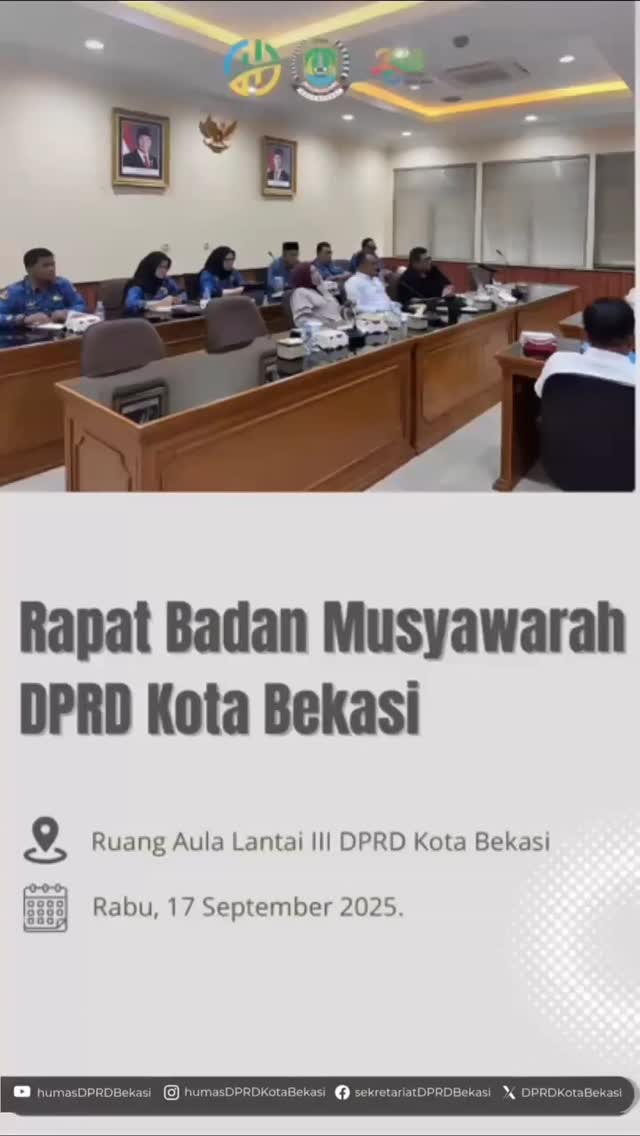 Rapat Badan Musyawarah
DPRD Kota Bekasi
Ruang Aula Lantai III DPRD Kota Bekasi
Rabu, 17 September 2025.
humasDPRDBekasi humasDPRDKotaBekasi sekretariatDPRDBekasi DPRDKotaBekasi